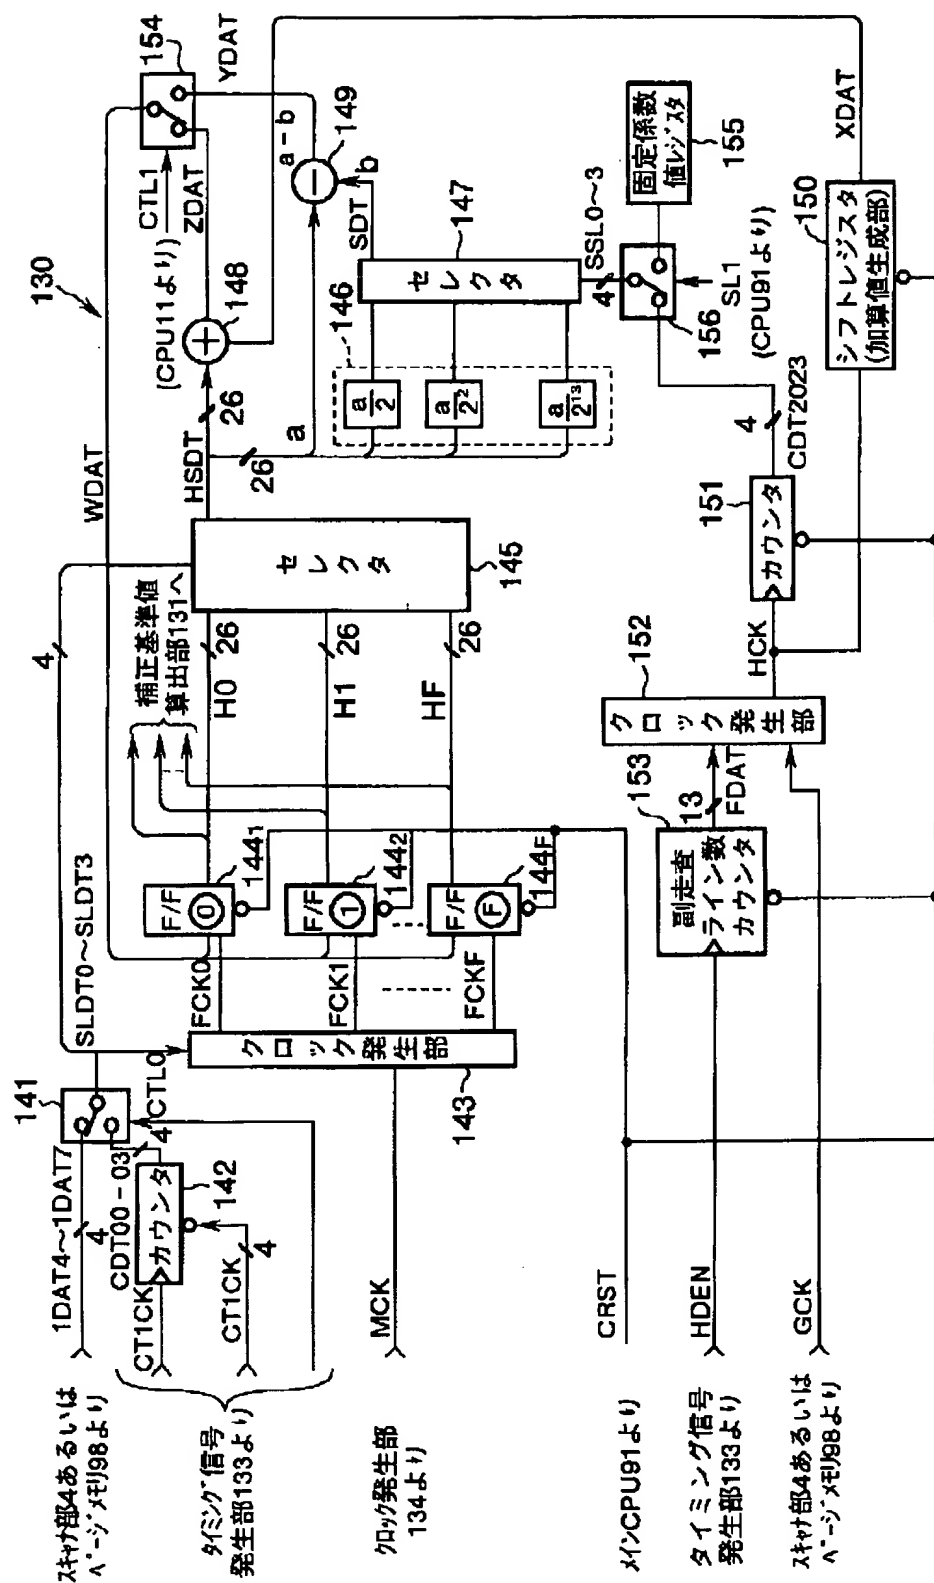 130
スキャナ部4あるいは
ページメモリ98より
1DAT4～1DAT7
4
141
SLDT0～SLDT3
4
CTL0
CDT00-03
4
カウンタ
142
CT1CK
CT1CK
4
タイミング信号
発生部133より
クロック発生部
134より
MCK
クロック発生部
143
FCK0
FCK1
FCKF
F/F
0
144₁
F/F
1
144₂
F/F
F
144F
補正基準値
算出部131へ
H0
26
H1
26
HF
26
セレクタ
145
WDAT
HSDT
26
26
a
148
(CPU11より)
CTL1
ZDAT
154
YDAT
a-b
149
b
SDT
146
a/2
a/2²
a/2¹³
セレクタ
147
SSL0～3
4
156
SL1
(CPU91より)
固定係数
値レジスタ
155
メインCPU91より
CRST
タイミング信号
発生部133より
HDEN
副走査
ライン数
カウンタ
153
13
FDAT
クロック発生部
152
スキャナ部4あるいは
ページメモリ98より
GCK
HCK
カウンタ
151
4
CDT2023
シフトレジスタ
(加算値生成部)
150
XDAT